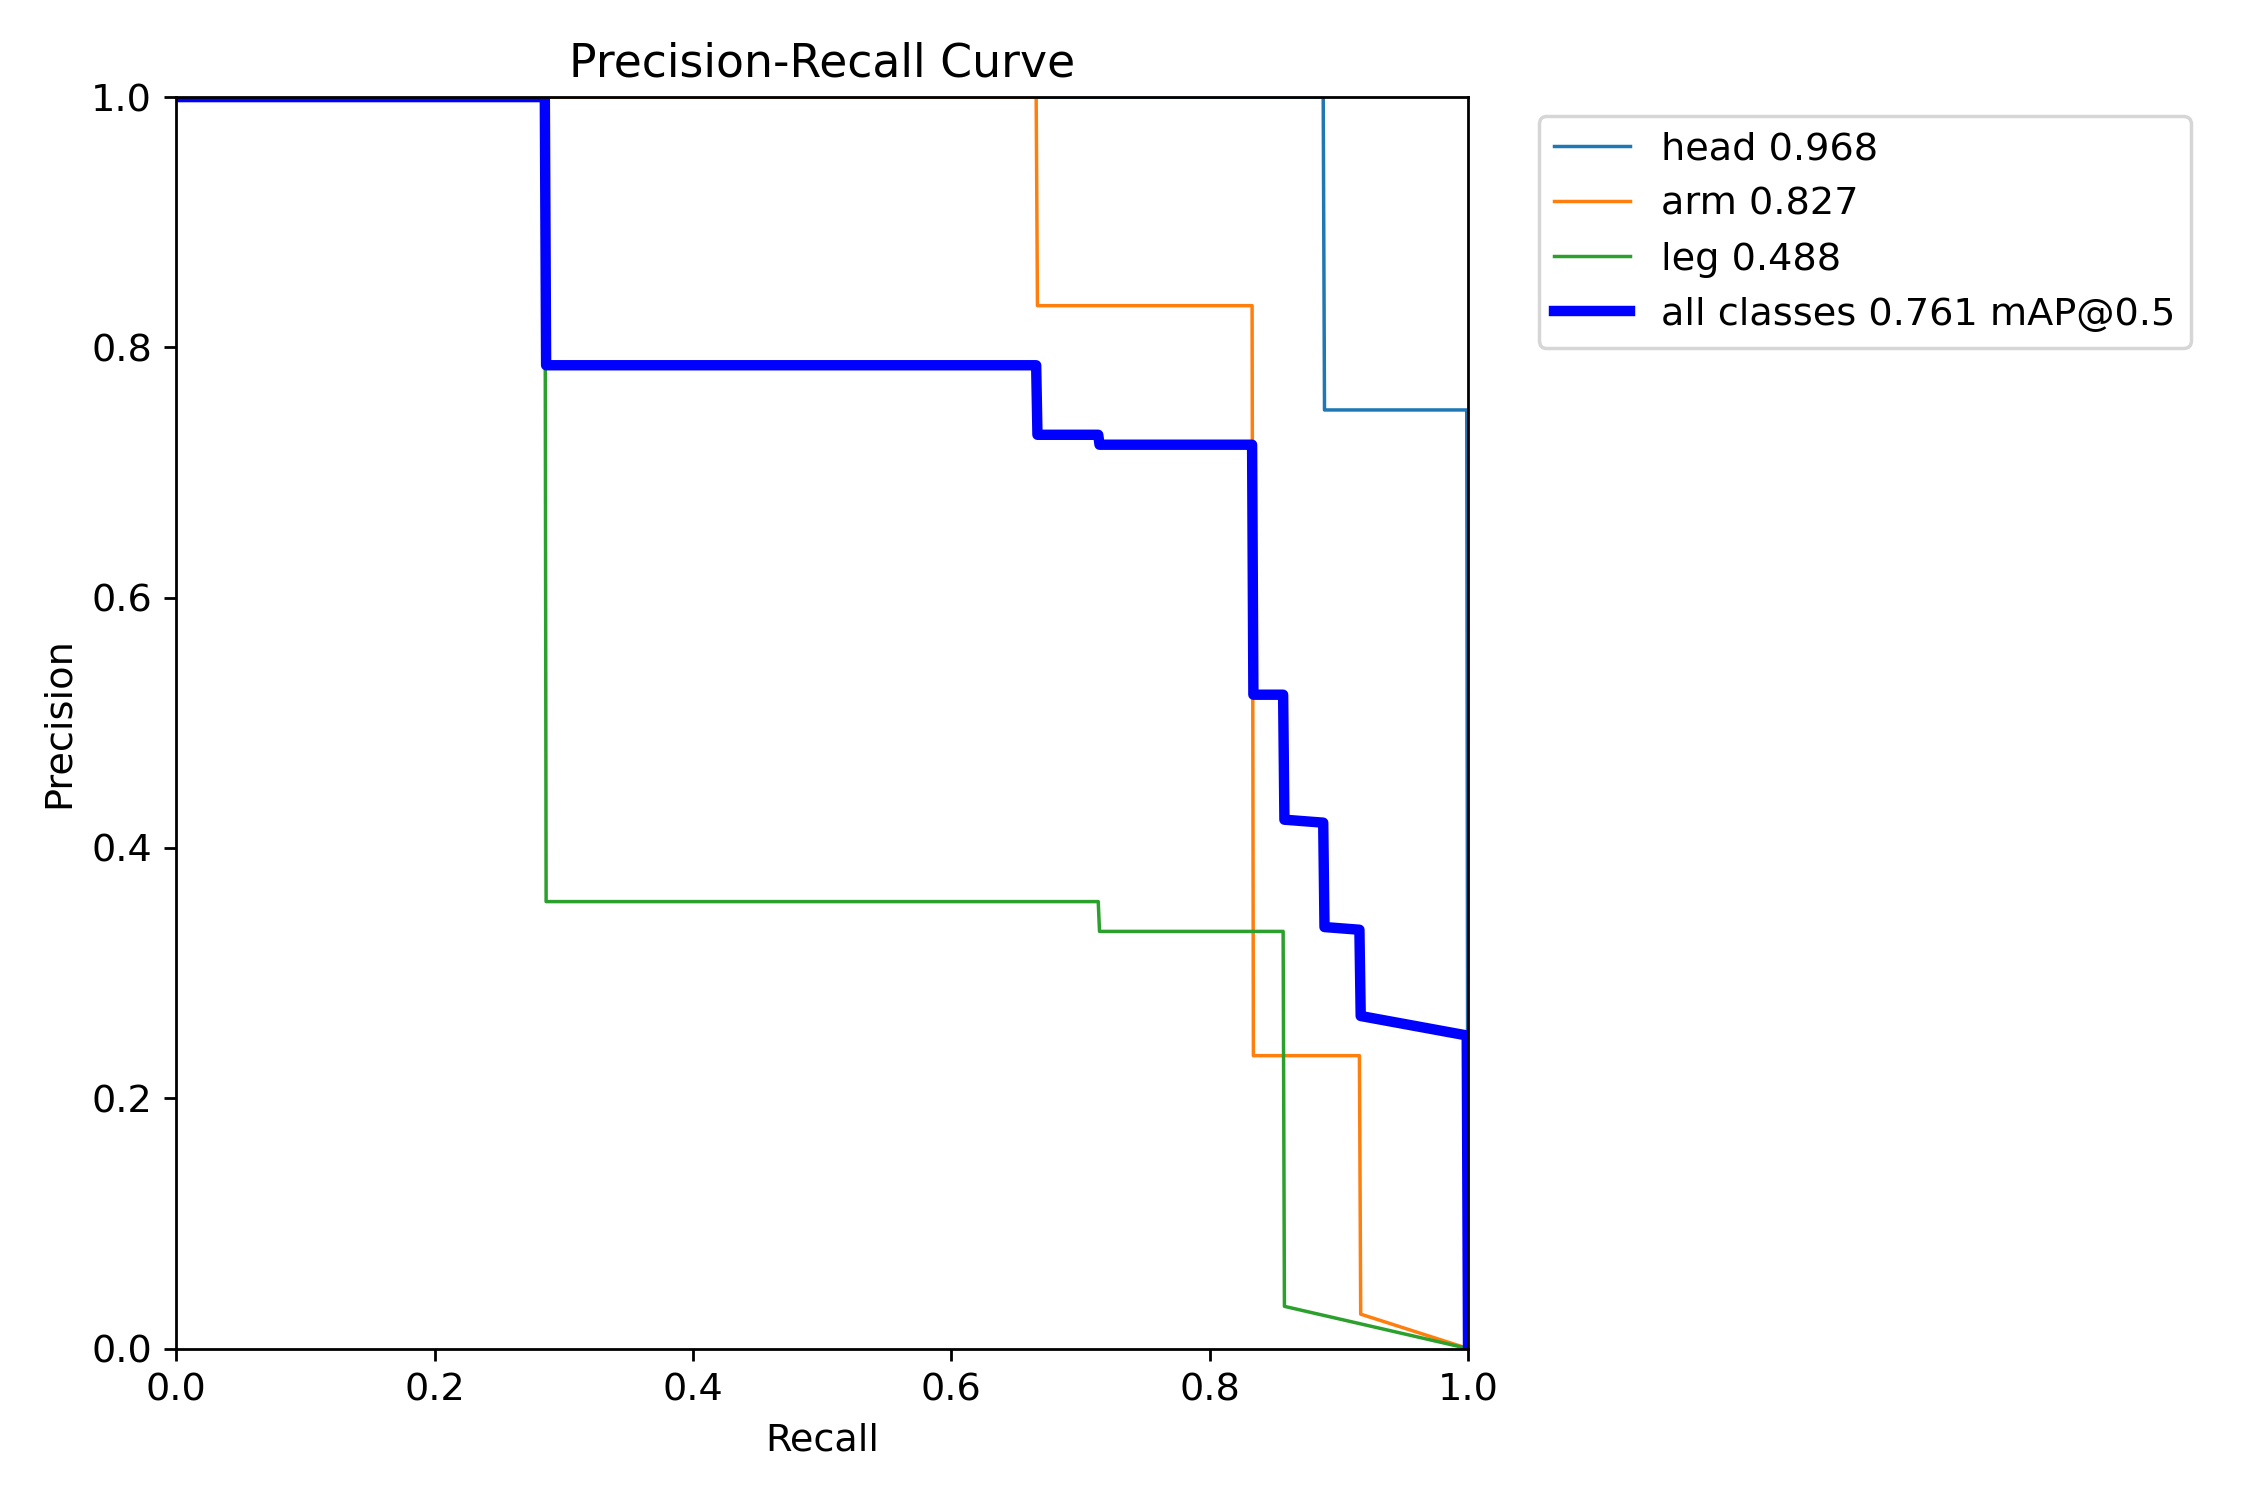 Precision-Recall Curve
1.0
0.8
0.6
0.4
0.2
0.0
Precision
0.0 0.2 0.4 0.6 0.8 1.0
Recall
head 0.968
arm 0.827
leg 0.488
all classes 0.761 mAP@0.5